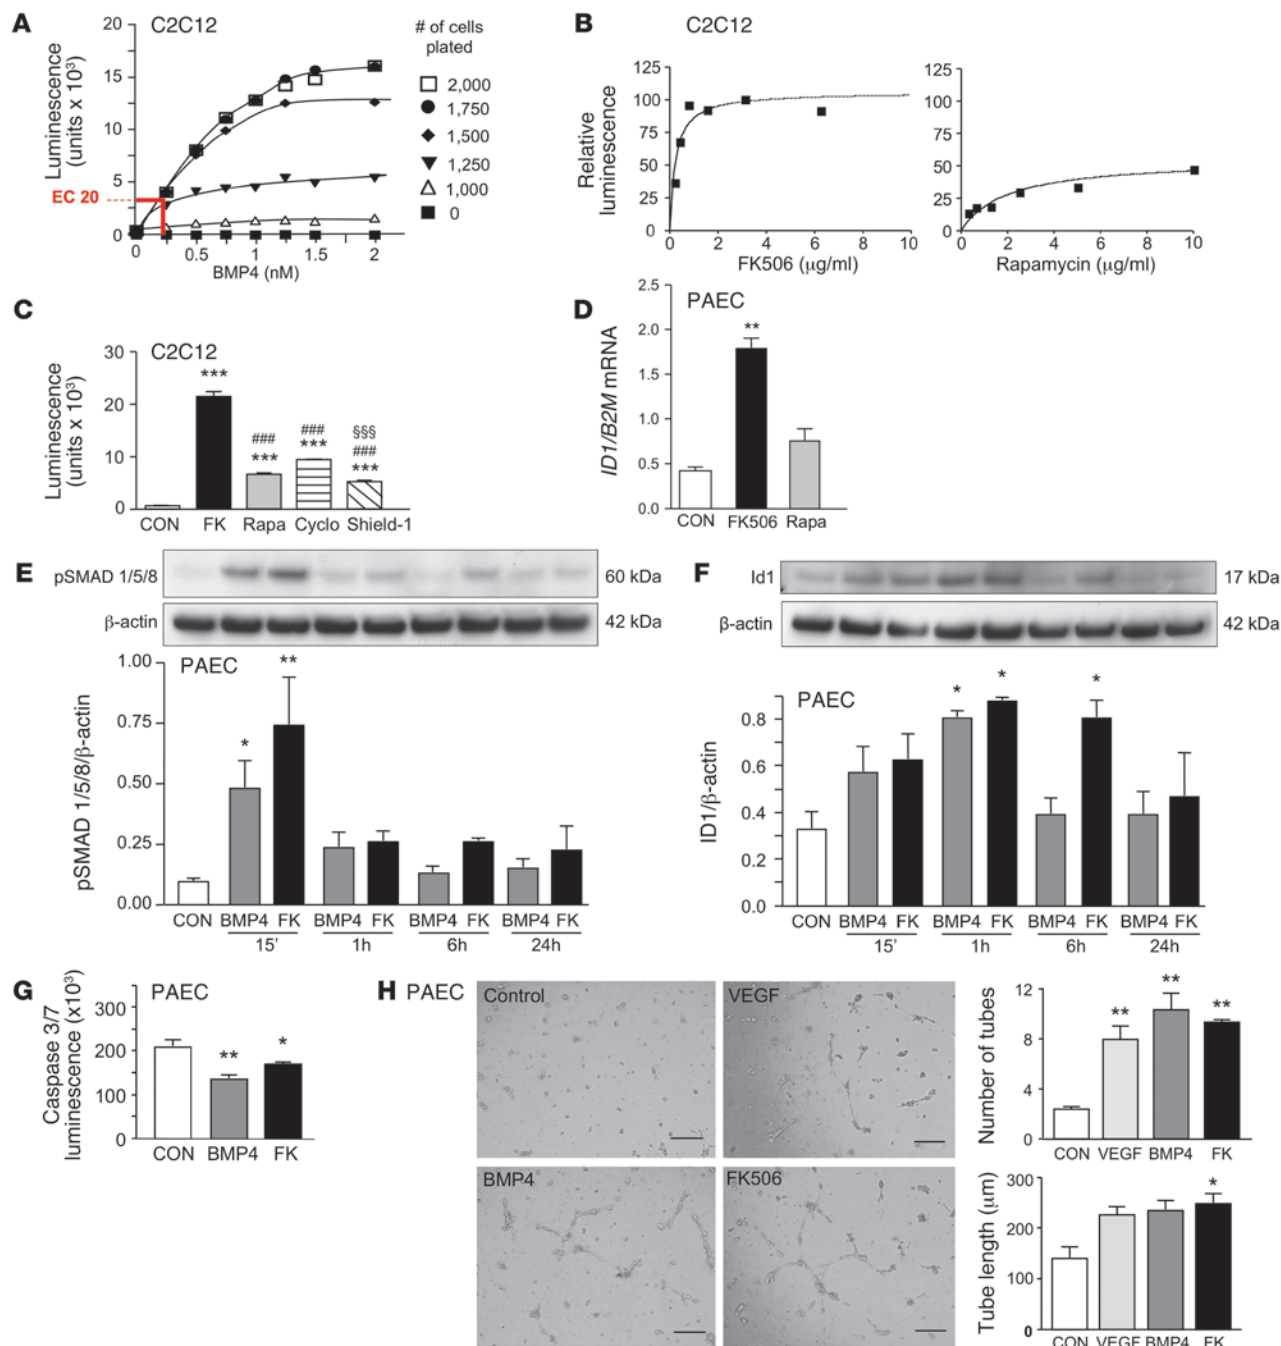 A
C2C12
Luminescence
(units x 10³)
20
15
10
5
0
EC 20
0
0.5
1
1.5
2
BMP4 (nM)
# of cells
plated
2,000
1,750
1,500
1,250
1,000
0
B
C2C12
Relative
luminescence
125
100
75
50
25
0
0 2 4 6 8 10
FK506 (µg/ml)
125
100
75
50
25
0
0 2 4 6 8 10
Rapamycin (µg/ml)
C
C2C12
Luminescence
(units x 10³)
30
20
10
0
***
###
***
###
***
§§§
###
***
CON FK Rapa Cyclo Shield-1
D
PAEC
ID1/B2M mRNA
2.5
2.0
1.5
1.0
0.5
0.0
**
CON FK506 Rapa
E
pSMAD 1/5/8
60 kDa
β-actin
42 kDa
PAEC
pSMAD 1/5/8/β-actin
1.00
0.75
0.50
0.25
0.00
*
**
CON BMP4 FK BMP4 FK BMP4 FK BMP4 FK
15' 1h 6h 24h
F
Id1
17 kDa
β-actin
42 kDa
PAEC
ID1/β-actin
0.8
0.6
0.4
0.2
0.0
* * *
CON BMP4 FK BMP4 FK BMP4 FK BMP4 FK
15' 1h 6h 24h
G
PAEC
Caspase 3/7
luminescence (x10³)
300
200
100
0
**
*
CON BMP4 FK
H PAEC
Control
VEGF
BMP4
FK506
Number of tubes
12
8
4
0
** ** **
CON VEGF BMP4 FK
Tube length (µm)
300
200
100
0
*
CON VEGF BMP4 FK